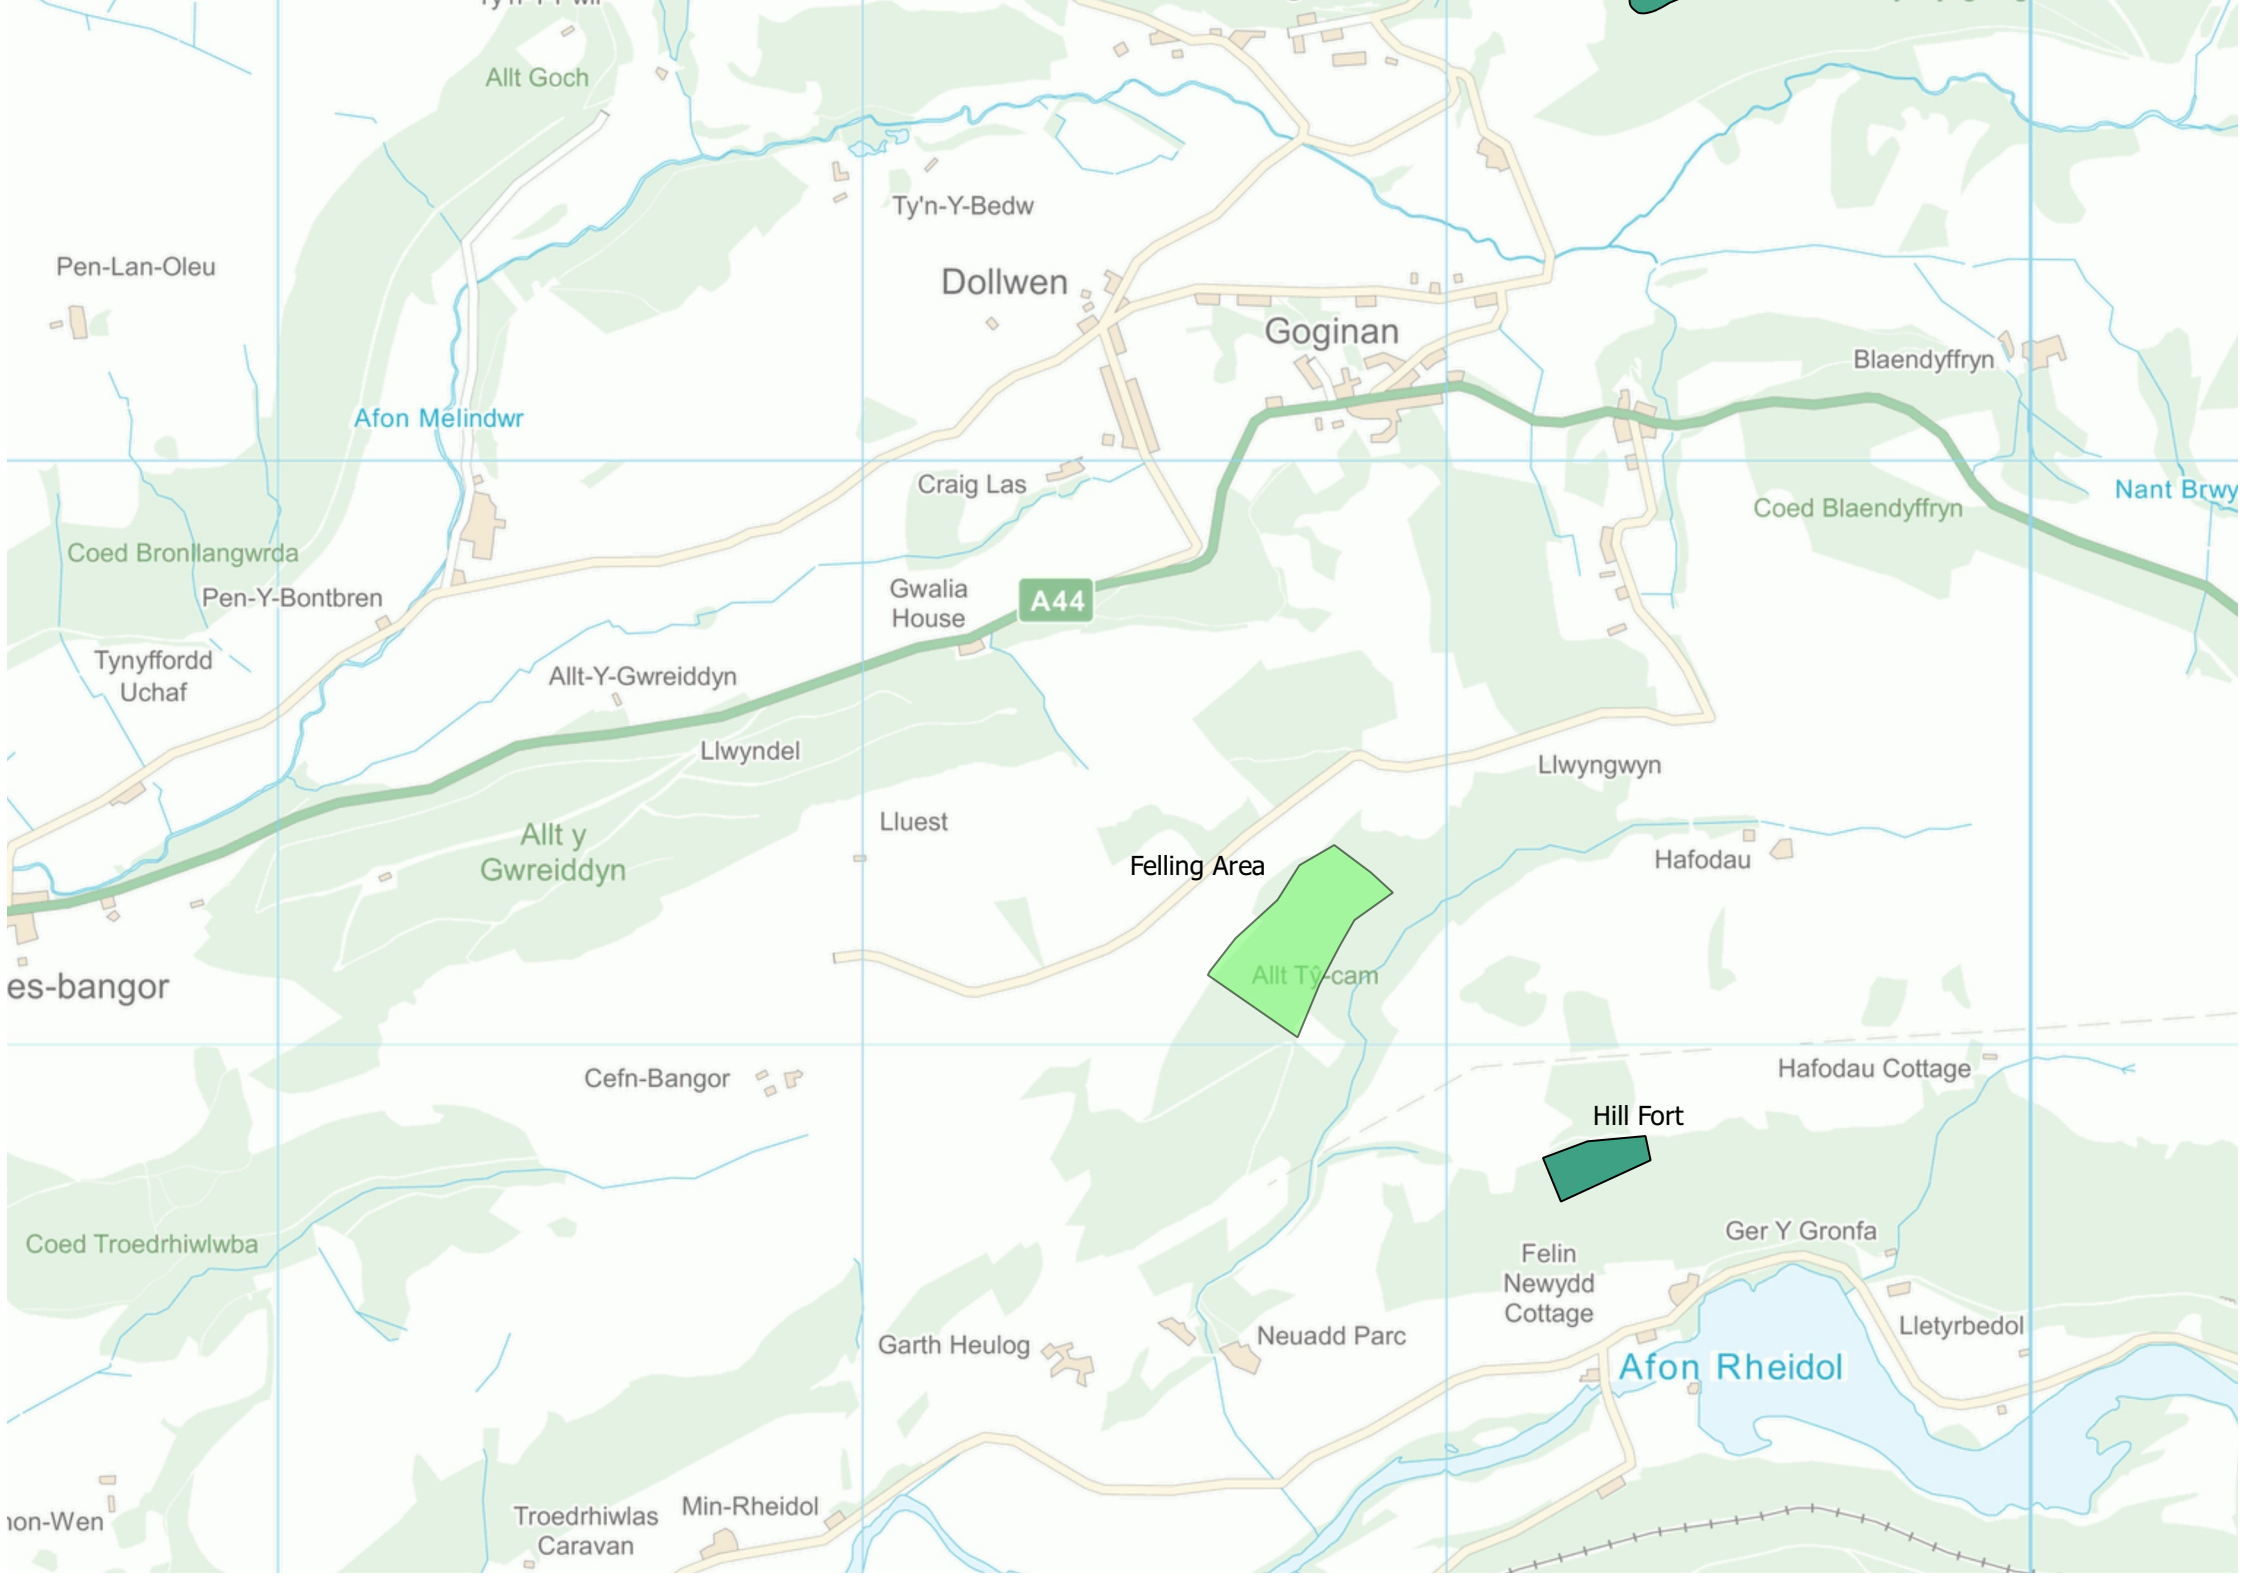 Allt Goch
Ty'n-Y-Bedw
Pen-Lan-Oleu
Dollwen
Goginan
Blaendyffryn
Afon Melindwr
Craig Las
Nant Brwy
Coed Blaendyffryn
Coed Bronllangwrda
Pen-Y-Bontbren
Gwalia
House
A44
Tynyffordd
Uchaf
Allt-Y-Gwreiddyn
Llwyndel
Llwyngwyn
Lluest
Allt y
Gwreiddyn
Felling Area
Hafodau
Allt Tŷ-cam
es-bangor
Cefn-Bangor
Hafodau Cottage
Hill Fort
Coed Troedrhiwlwba
Ger Y Gronfa
Felin
Newydd
Cottage
Garth Heulog
Neuadd Parc
Lletyrbedol
Afon Rheidol
non-Wen
Troedrhiwlas
Caravan
Min-Rheidol